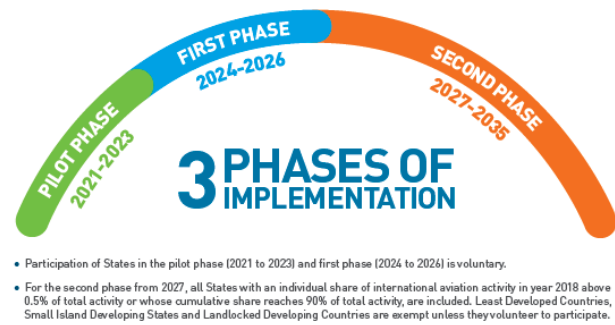 PILOT PHASE
2021-2023
FIRST PHASE
2024-2026
SECOND PHASE
2027-2035
3 PHASES OF
IMPLEMENTATION
• Participation of States in the pilot phase (2021 to 2023) and first phase (2024 to 2026) is voluntary.
• For the second phase from 2027, all States with an individual share of international aviation activity in year 2018 above
0.5% of total activity or whose cumulative share reaches 90% of total activity, are included. Least Developed Countries,
Small Island Developing States and Landlocked Developing Countries are exempt unless they volunteer to participate.